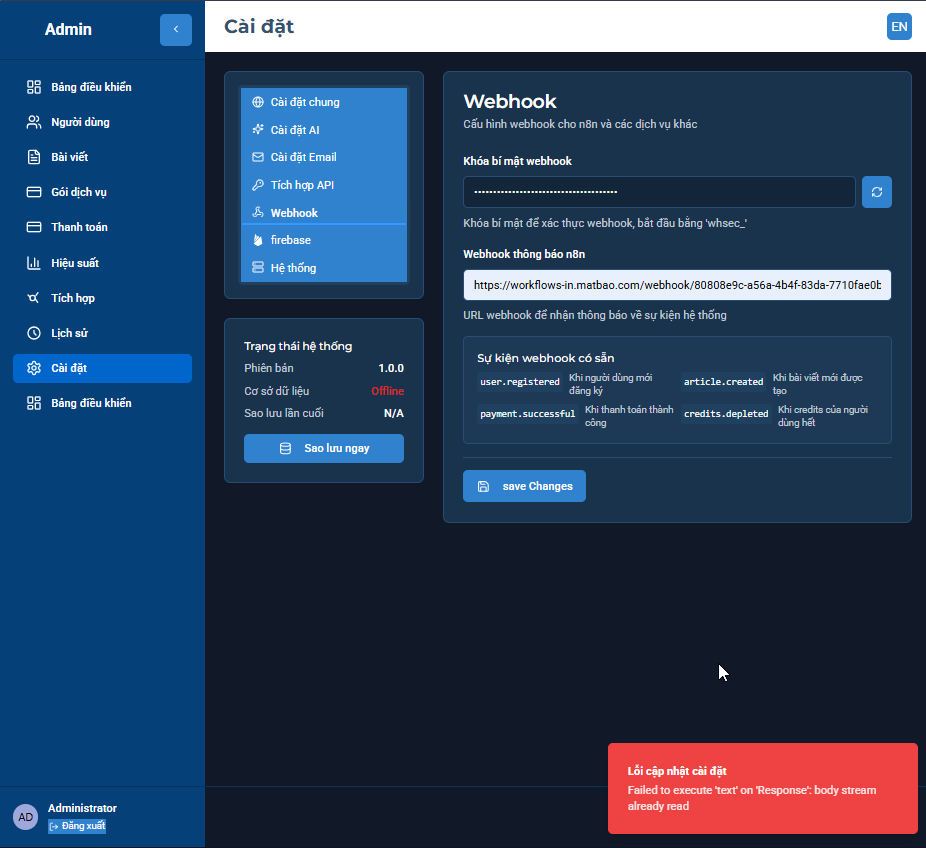 Admin
Cài đặt
EN
Bảng điều khiển
Người dùng
Bài viết
Gói dịch vụ
Thanh toán
Hiệu suất
Tích hợp
Lịch sử
Cài đặt
Bảng điều khiển
Administrator
AD
Đăng xuất
Cài đặt chung
Cài đặt AI
Cài đặt Email
Tích hợp API
Webhook
firebase
Hệ thống
Trạng thái hệ thống
Phiên bản 1.0.0
Cơ sở dữ liệu Offline
Sao lưu lần cuối N/A
Sao lưu ngay
Webhook
Cấu hình webhook cho n8n và các dịch vụ khác
Khóa bí mật webhook
Khóa bí mật để xác thực webhook, bắt đầu bằng 'whsec_'
Webhook thông báo n8n
https://workflows-in.matbao.com/webhook/80808e9c-a56a-4b4f-83da-7710fae0b
URL webhook để nhận thông báo về sự kiện hệ thống
Sự kiện webhook có sẵn
user.registered Khi người dùng mới
đăng ký
article.created Khi bài viết mới được
tạo
payment.successful Khi thanh toán thành
công
credits.depleted Khi credits của người
dùng hết
save Changes
Lỗi cập nhật cài đặt
Failed to execute 'text' on 'Response': body stream
already read